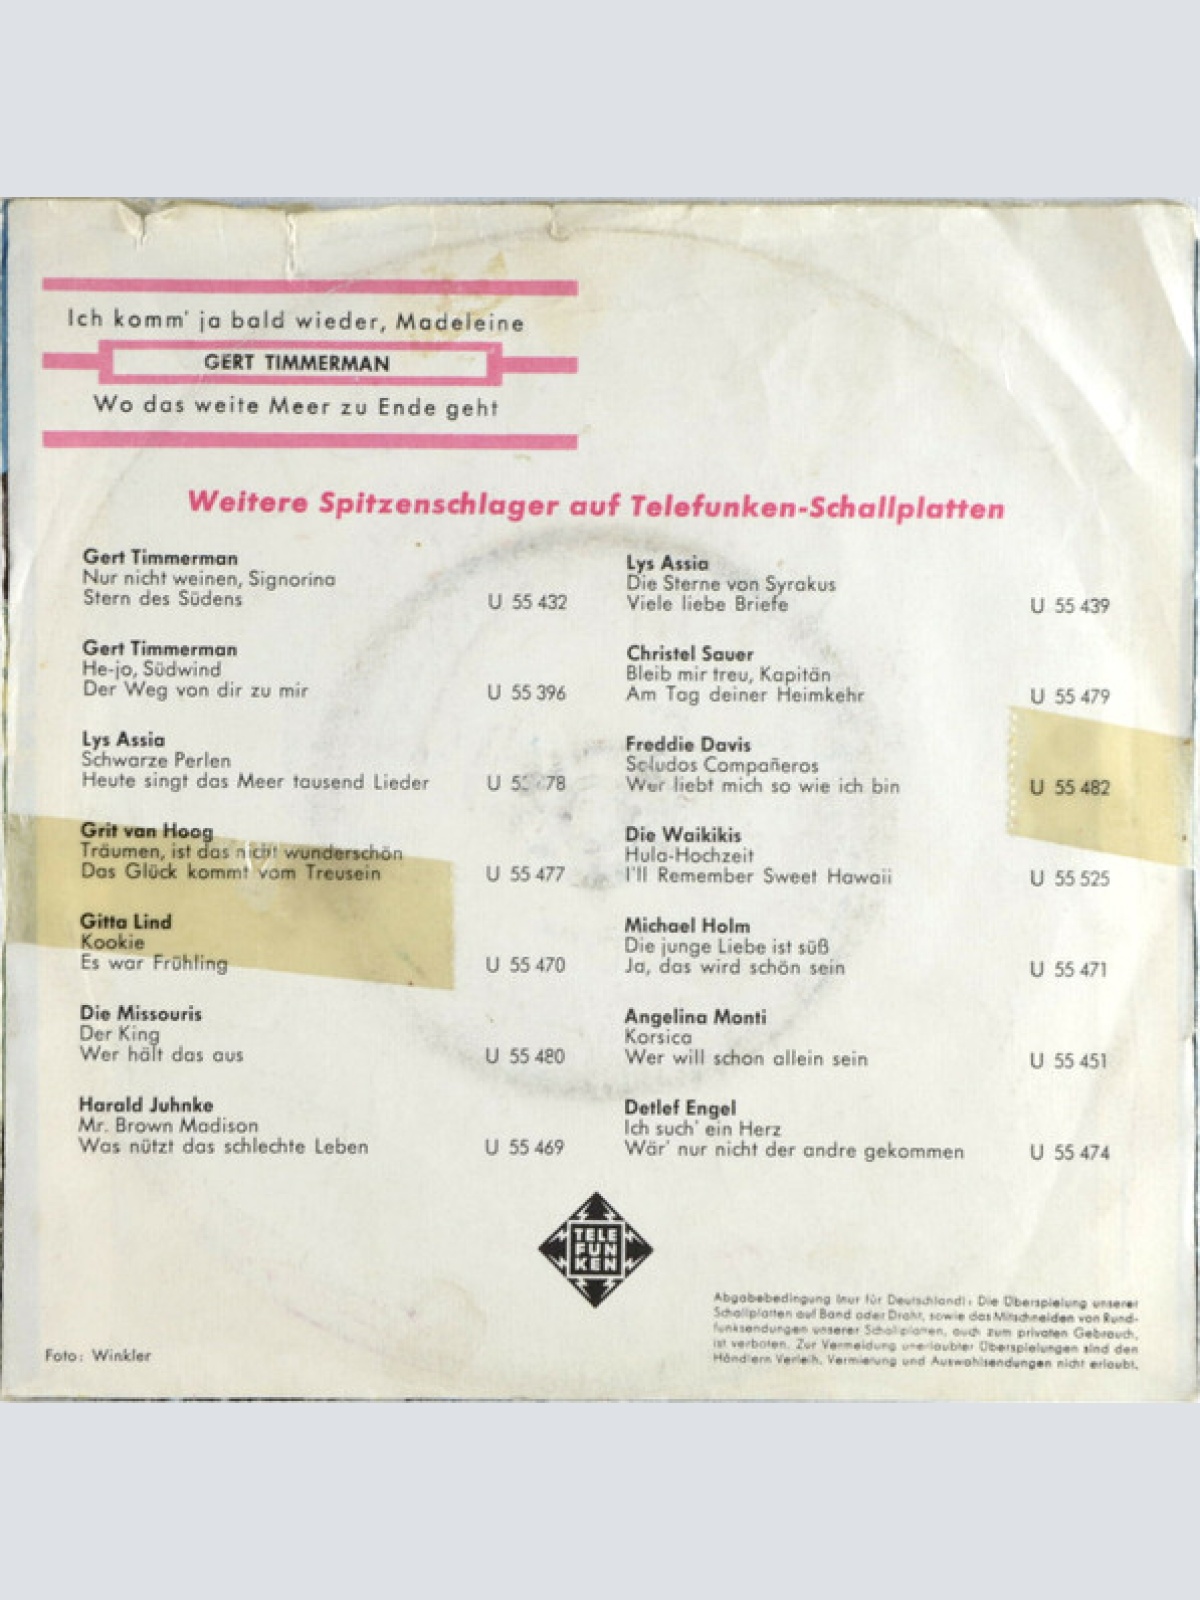 Ich komm' ja bald wieder, Madeleine
GERT TIMMERMAN
Wo das weite Meer zu Ende geht
Weitere Spitzenschlager auf Telefunken-Schallplatten
Gert Timmerman
Nur nicht weinen, Signorina
Stern des Südens U 55 432
Gert Timmerman
He-jo, Südwind
Der Weg von dir zu mir U 55 396
Lys Assia
Schwarze Perlen
Heute singt das Meer tausend Lieder U
Grit van Hoog
Träumen, ist das nicht wunderschön
Das Glück kommt vom Treusein U 55 477
Gitta Lind
Kookie
Es war Frühling U 55 470
Die Missouris
Der King
Wer hält das aus U 55 480
Harald Juhnke
Mr. Brown Madison
Was nützt das schlechte Leben U 55 469
Lys Assia
Die Sterne von Syrakus
Viele liebe Briefe U 55 439
Christel Sauer
Bleib mir treu, Kapitän
Am Tag deiner Heimkehr U 55 479
Freddie Davis
Saludos Compañeros
Wer liebt mich so wie ich bin U 55 482
Die Waikikis
Hula-Hochzeit
I'll Remember Sweet Hawaii U 55 525
Michael Holm
Die junge Liebe ist süß
Ja, das wird schön sein U 55 471
Angelina Monti
Korsica
Wer will schon allein sein U 55 451
Detlef Engel
Ich such' ein Herz
Wär' nur nicht der andre gekommen U 55 474
TELE
FUN
KEN
Abgabebedingung (nur für Deutschland): Die Überspielung unserer
Schallplatten auf Band oder Draht, sowie das Mitschneiden von Rund-
funksendungen unserer Schallplatten, auch zum privaten Gebrauch,
ist verboten. Zur Vermeidung unerlaubter Überspielungen sind den
Händlern Verleih, Vermietung und Auswahlsendungen nicht erlaubt.
Foto: Winkler